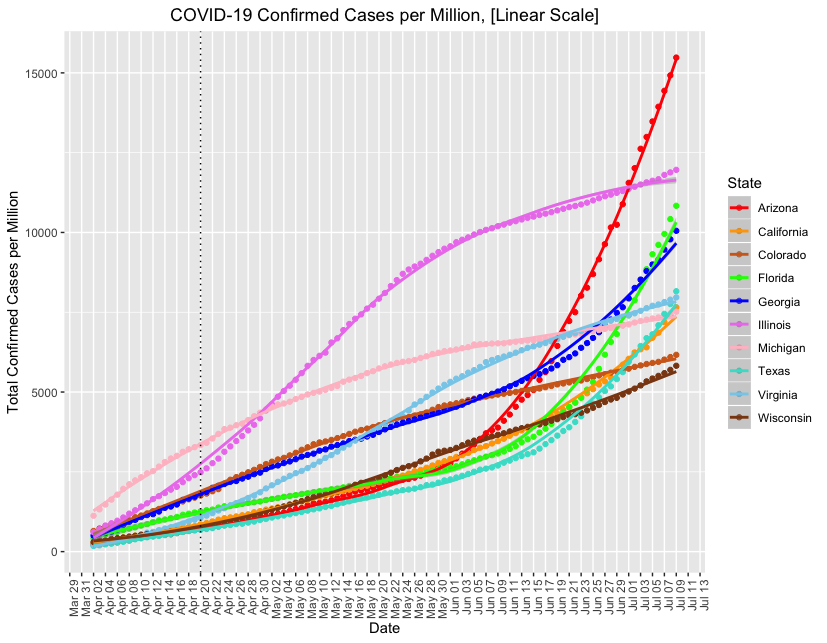 COVID-19 Confirmed Cases per Million, [Linear Scale]
Total Confirmed Cases per Million
15000
10000
5000
0
Mar 29
Mar 31
Apr 02
Apr 04
Apr 06
Apr 08
Apr 10
Apr 12
Apr 14
Apr 16
Apr 18
Apr 20
Apr 22
Apr 24
Apr 26
Apr 28
Apr 30
May 02
May 04
May 06
May 08
May 10
May 12
May 14
May 16
May 18
May 20
May 22
May 24
May 26
May 28
May 30
Jun 01
Jun 03
Jun 05
Jun 07
Jun 09
Jun 11
Jun 13
Jun 15
Jun 17
Jun 19
Jun 21
Jun 23
Jun 25
Jun 27
Jun 29
Jul 01
Jul 03
Jul 05
Jul 07
Jul 09
Jul 11
Jul 13
Date
State
Arizona
California
Colorado
Florida
Georgia
Illinois
Michigan
Texas
Virginia
Wisconsin